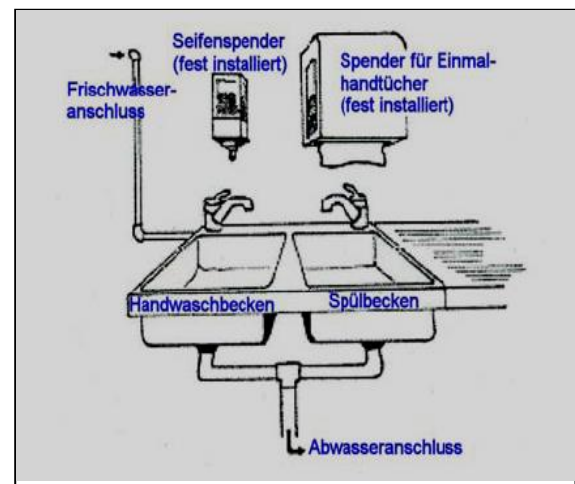 Seifenspender
(fest installiert)
Spender für Einmal-
handtücher
(fest installiert)
Frischwasser-
anschluss
Handwaschbecken
Spülbecken
Abwasseranschluss